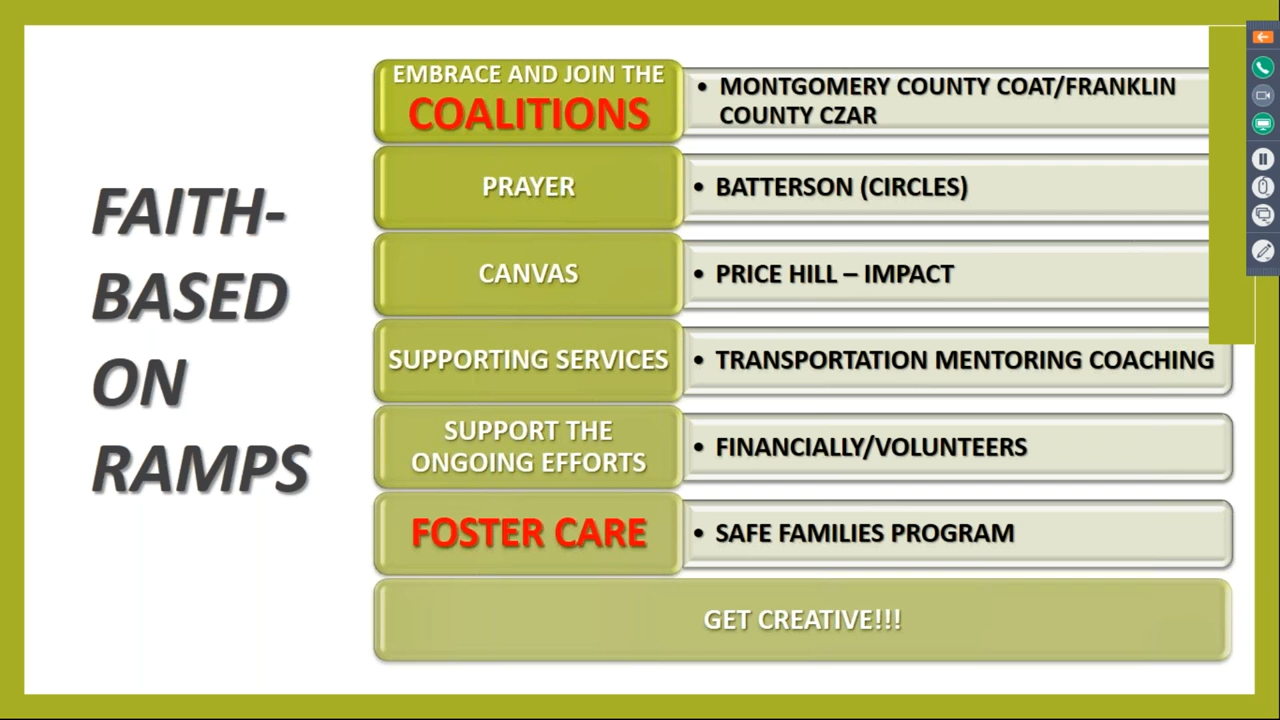 FAITH-
BASED
ON
RAMPS
EMBRACE AND JOIN THE
COALITIONS
• MONTGOMERY COUNTY COAT/FRANKLIN
COUNTY CZAR
PRAYER
• BATTERSON (CIRCLES)
CANVAS
• PRICE HILL – IMPACT
SUPPORTING SERVICES
• TRANSPORTATION MENTORING COACHING
SUPPORT THE
ONGOING EFFORTS
• FINANCIALLY/VOLUNTEERS
FOSTER CARE
• SAFE FAMILIES PROGRAM
GET CREATIVE!!!